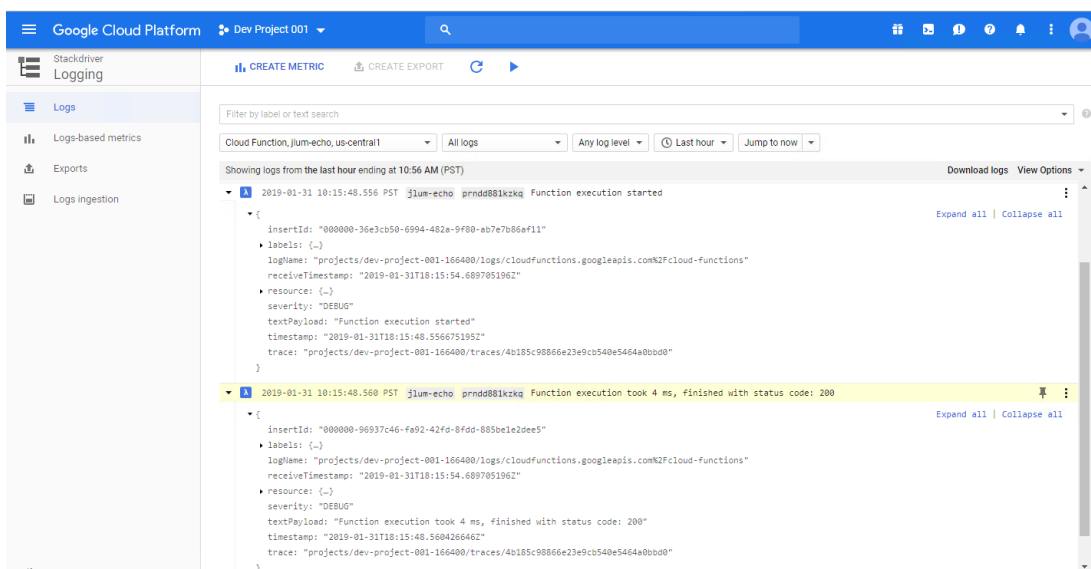 Google Cloud Platform Dev Project 001
Stackdriver
Logging
CREATE METRIC CREATE EXPORT
Logs
Logs-based metrics
Exports
Logs ingestion
Filter by label or text search
Cloud Function, jlum-echo, us-central1 All logs Any log level Last hour Jump to now
Showing logs from the last hour ending at 10:56 AM (PST) Download logs View Options
2019-01-31 10:15:48.556 PST jlum-echo prndd881kzkq Function execution started
{ Expand all | Collapse all
insertId: "000000-36e3cb50-6994-482a-9f80-ab7e7b86af11"
labels: {…}
logName: "projects/dev-project-001-166400/logs/cloudfunctions.googleapis.com%2Fcloud-functions"
receiveTimestamp: "2019-01-31T18:15:54.689705196Z"
resource: {…}
severity: "DEBUG"
textPayload: "Function execution started"
timestamp: "2019-01-31T18:15:48.556675195Z"
trace: "projects/dev-project-001-166400/traces/4b185c98866e23e9cb540e5464a0bbd0"
}
2019-01-31 10:15:48.560 PST jlum-echo prndd881kzkq Function execution took 4 ms, finished with status code: 200
{ Expand all | Collapse all
insertId: "000000-96937c46-fa92-42fd-8fdd-885be1e2dee5"
labels: {…}
logName: "projects/dev-project-001-166400/logs/cloudfunctions.googleapis.com%2Fcloud-functions"
receiveTimestamp: "2019-01-31T18:15:54.689705196Z"
resource: {…}
severity: "DEBUG"
textPayload: "Function execution took 4 ms, finished with status code: 200"
timestamp: "2019-01-31T18:15:48.560426646Z"
trace: "projects/dev-project-001-166400/traces/4b185c98866e23e9cb540e5464a0bbd0"
}